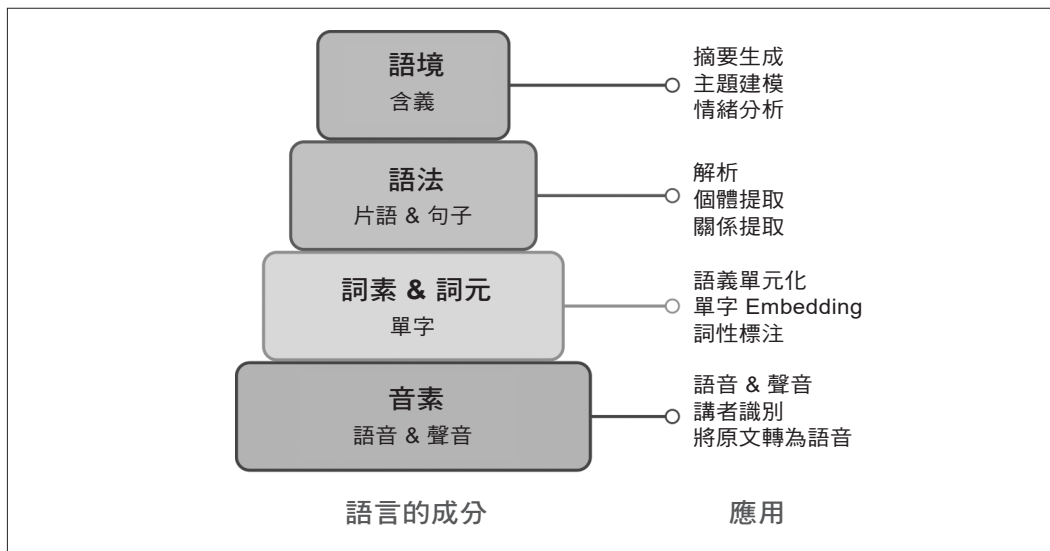 語境
含義
摘要生成
主題建模
情緒分析
語法
片語 & 句子
解析
個體提取
關係提取
詞素 & 詞元
單字
語義單元化
單字 Embedding
詞性標注
音素
語音 & 聲音
語音 & 聲音
講者識別
將原文轉為語音
語言的成分
應用